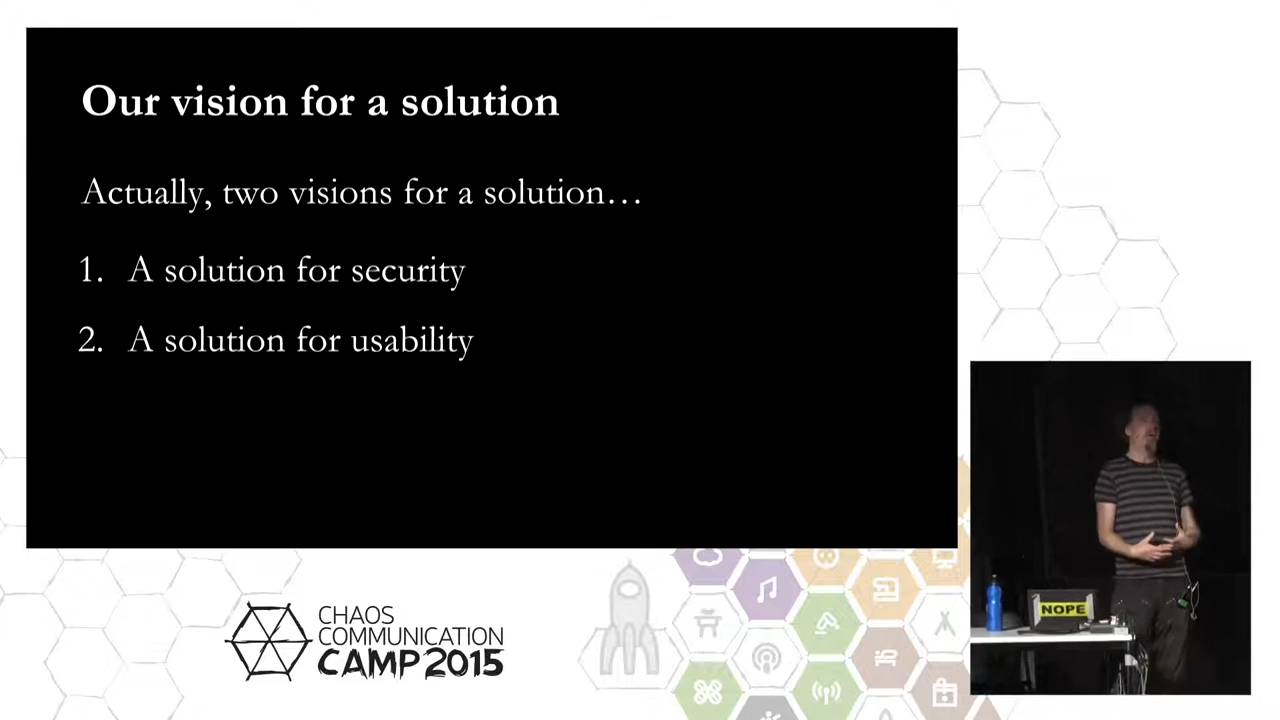 Our vision for a solution
Actually, two visions for a solution…
1. A solution for security
2. A solution for usability
NOPE
CHAOS
COMMUNICATION
CAMP 2015